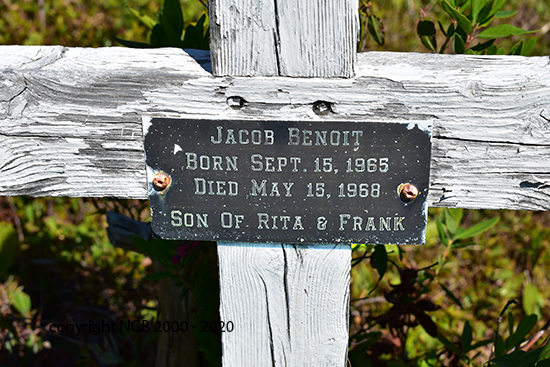 Jacob Benoit
Born Sept. 15, 1965
Died May 15, 1968
Son Of Rita & Frank
copyright NGB 2000 - 2020